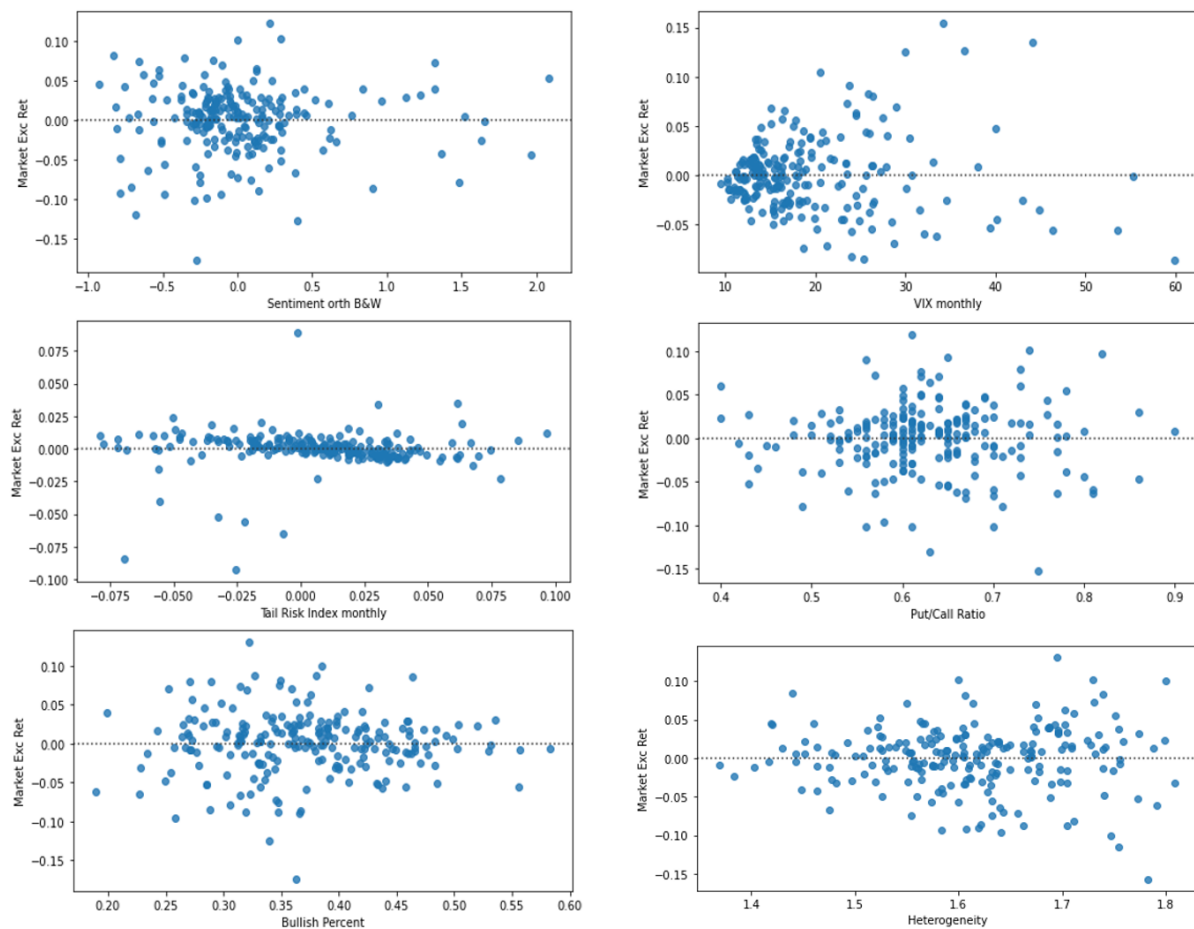 0.10
0.05
0.00
−0.05
−0.10
−0.15
Market Exc Ret
−1.0 −0.5 0.0 0.5 1.0 1.5 2.0
Sentiment orth B&W
0.15
0.10
0.05
0.00
−0.05
Market Exc Ret
10 20 30 40 50 60
VIX monthly
0.075
0.050
0.025
0.000
−0.025
−0.050
−0.075
−0.100
Market Exc Ret
−0.075 −0.050 −0.025 0.000 0.025 0.050 0.075 0.100
Tail Risk Index monthly
0.10
0.05
0.00
−0.05
−0.10
−0.15
Market Exc Ret
0.4 0.5 0.6 0.7 0.8 0.9
Put/Call Ratio
0.10
0.05
0.00
−0.05
−0.10
−0.15
Market Exc Ret
0.20 0.25 0.30 0.35 0.40 0.45 0.50 0.55 0.60
Bullish Percent
0.10
0.05
0.00
−0.05
−0.10
−0.15
Market Exc Ret
1.4 1.5 1.6 1.7 1.8
Heterogeneity